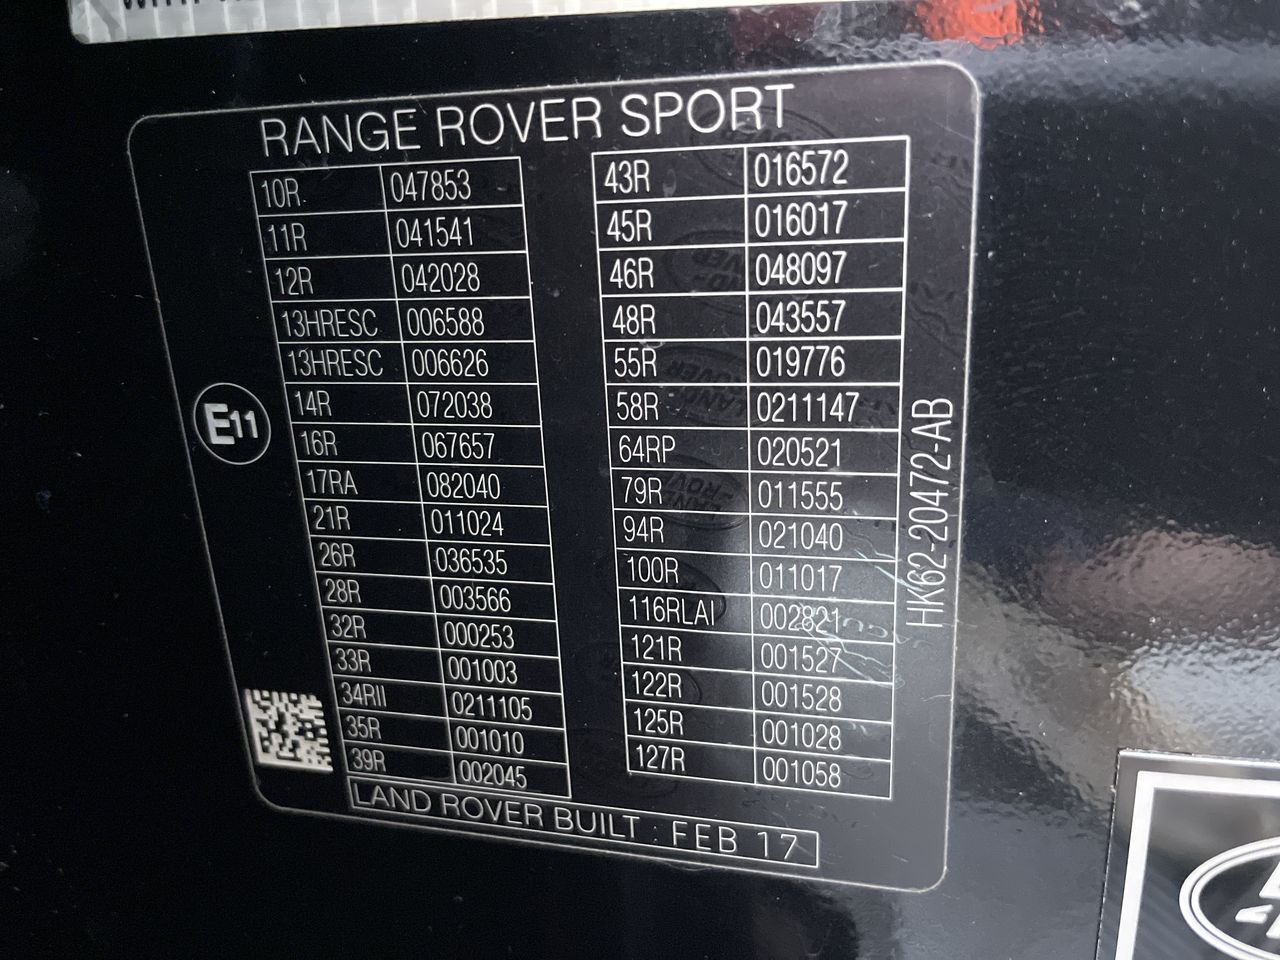 RANGE ROVER SPORT
10R 047853
11R 041541
12R 042028
13HRESC 006588
13HRESC 006626
14R 072038
16R 067657
17RA 082040
21R 011024
26R 036535
28R 003566
32R 000253
33R 001003
34RII 0211105
35R 001010
39R 002045
43R 016572
45R 016017
46R 048097
48R 043557
55R 019776
58R 0211147
64RP 020521
79R 011555
94R 021040
100R 011017
116RLAI 002821
121R 001527
122R 001528
125R 001028
127R 001058
E11
HK62-20472-AB
LAND ROVER BUILT : FEB 17